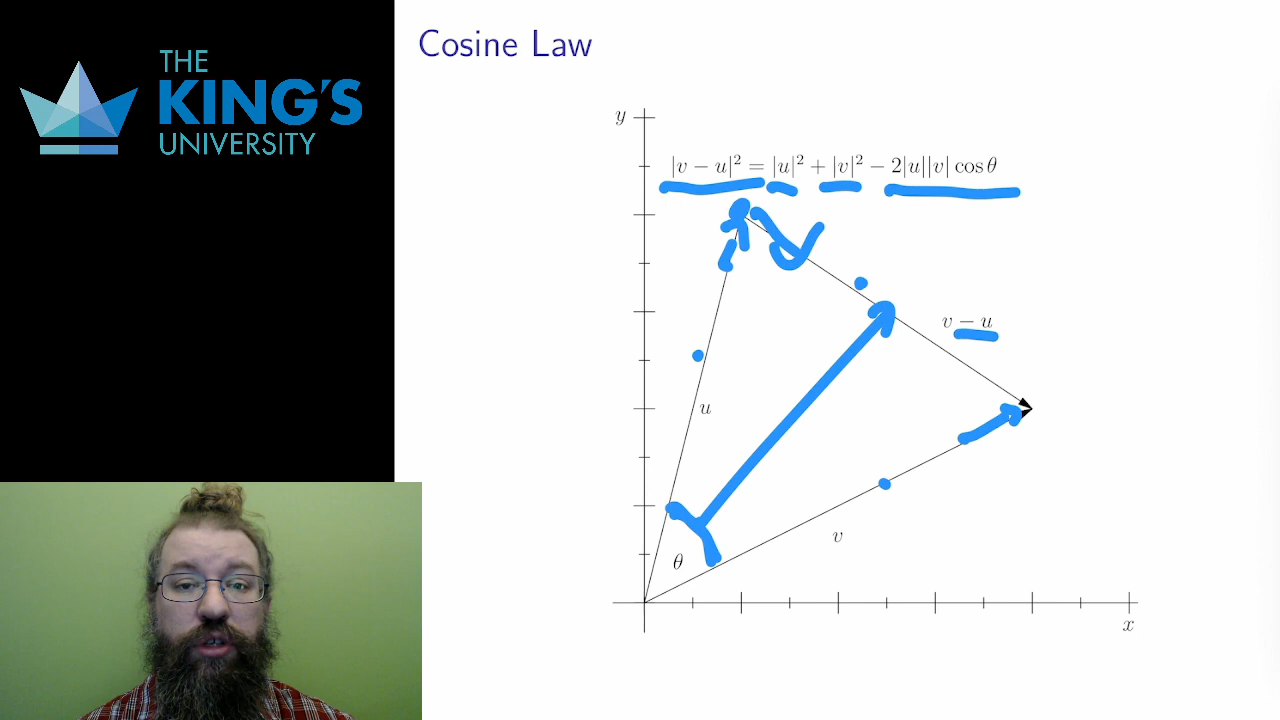 THE
KING'S
UNIVERSITY
Cosine Law
y
|v − u|² = |u|² + |v|² − 2|u||v| cos θ
v − u
u
v
θ
x